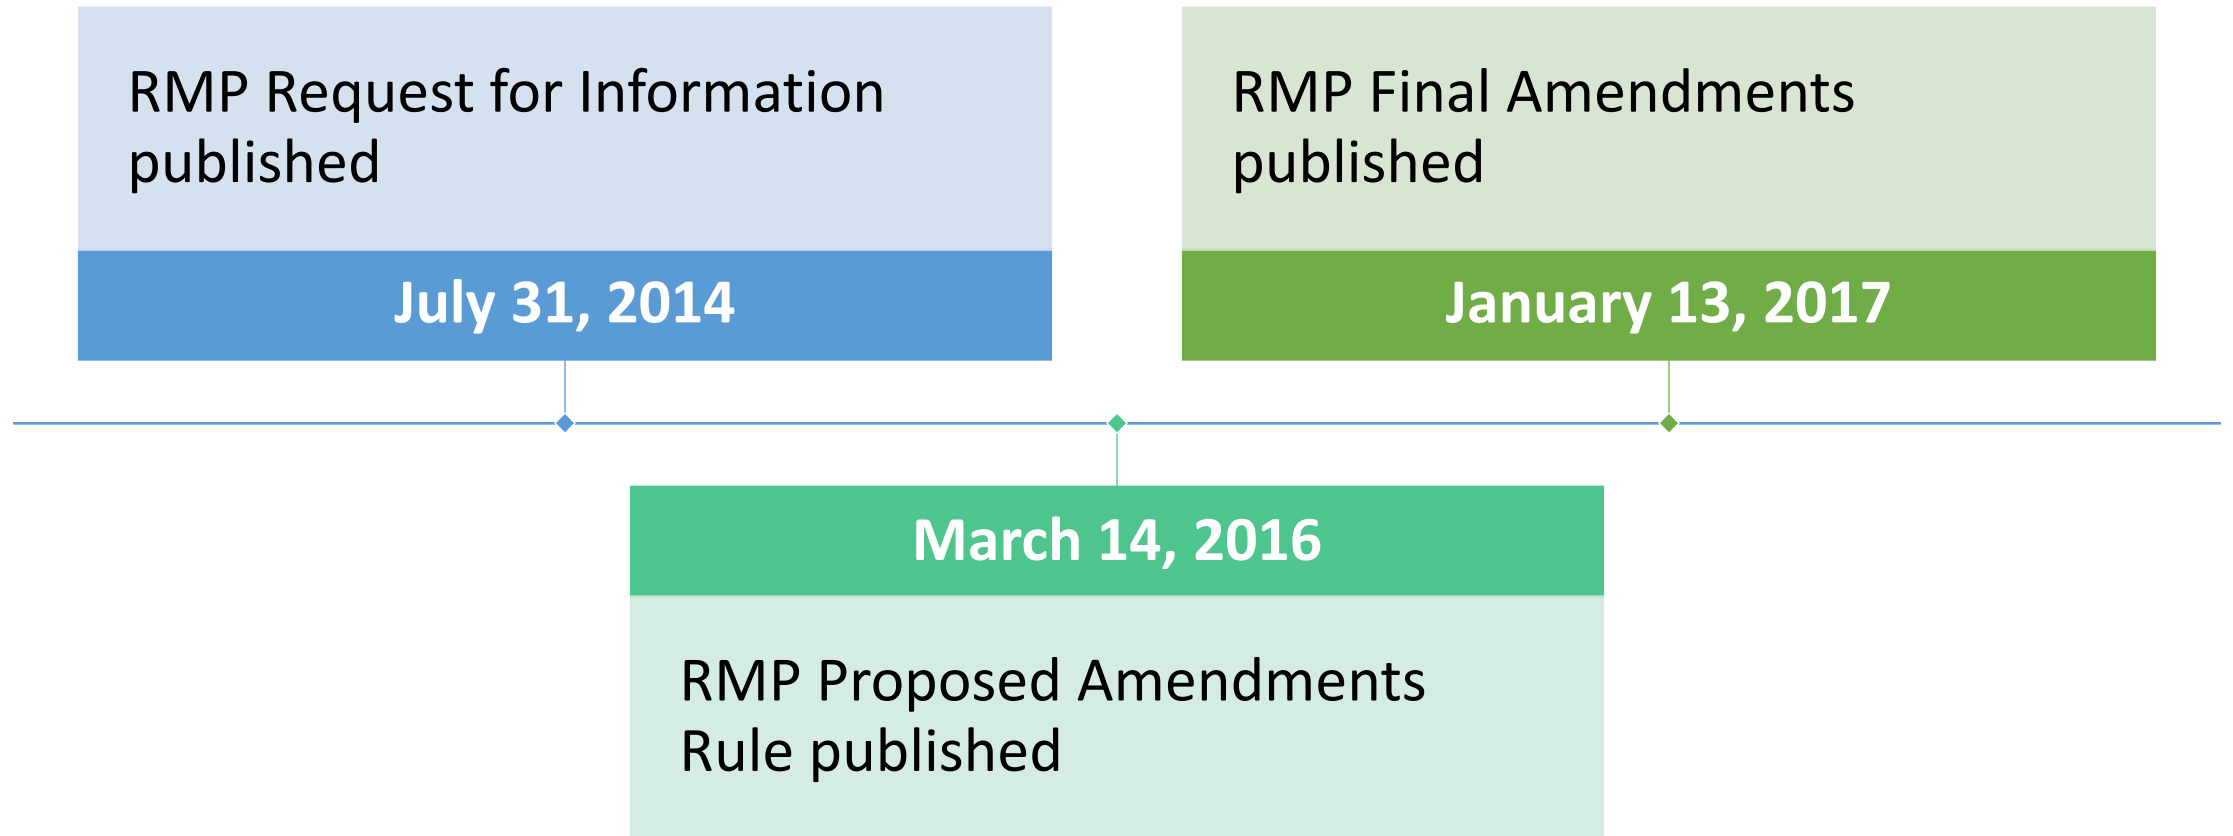 RMP Request for Information
published
July 31, 2014
March 14, 2016
RMP Proposed Amendments
Rule published
RMP Final Amendments
published
January 13, 2017